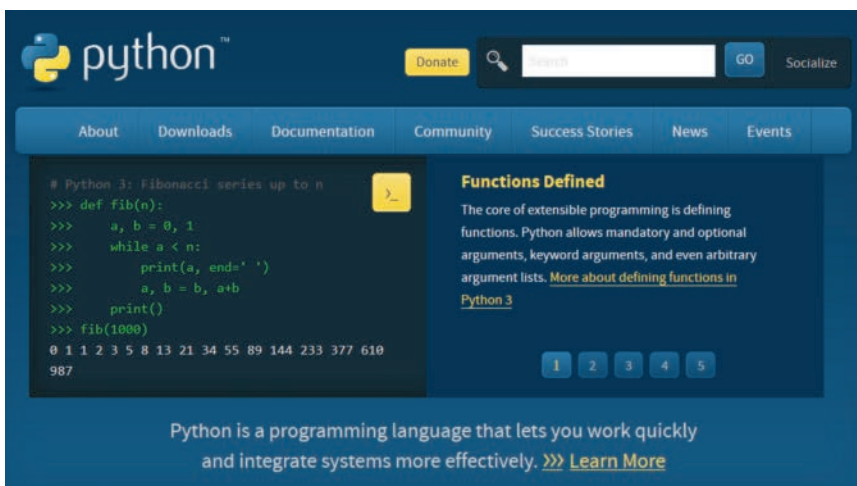 python™
Donate
Search
GO
Socialize
About Downloads Documentation Community Success Stories News Events
# Python 3: Fibonacci series up to n
>>> def fib(n):
>>>     a, b = 0, 1
>>>     while a < n:
>>>         print(a, end=' ')
>>>         a, b = b, a+b
>>>     print()
>>> fib(1000)
0 1 1 2 3 5 8 13 21 34 55 89 144 233 377 610
987
>_
Functions Defined
The core of extensible programming is defining
functions. Python allows mandatory and optional
arguments, keyword arguments, and even arbitrary
argument lists. More about defining functions in
Python 3
1 2 3 4 5
Python is a programming language that lets you work quickly
and integrate systems more effectively. >>> Learn More